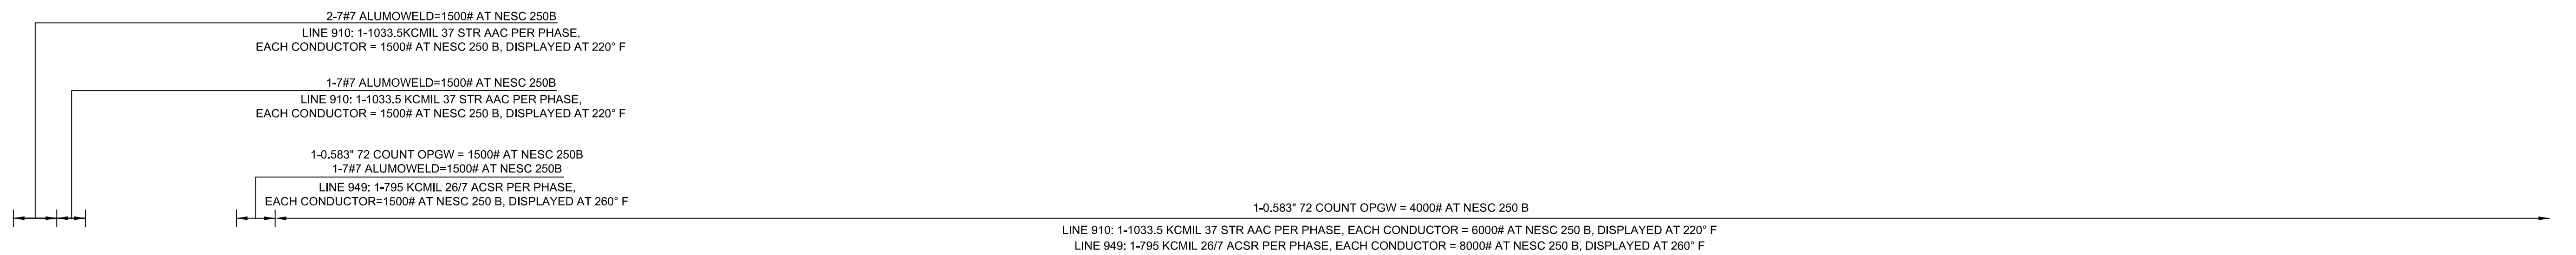 2-7#7 ALUMOWELD=1500# AT NESC 250B
LINE 910: 1-1033.5KCMIL 37 STR AAC PER PHASE,
EACH CONDUCTOR = 1500# AT NESC 250 B, DISPLAYED AT 220° F
1-7#7 ALUMOWELD=1500# AT NESC 250B
LINE 910: 1-1033.5 KCMIL 37 STR AAC PER PHASE,
EACH CONDUCTOR = 1500# AT NESC 250 B, DISPLAYED AT 220° F
1-0.583" 72 COUNT OPGW = 1500# AT NESC 250B
1-7#7 ALUMOWELD=1500# AT NESC 250B
LINE 949: 1-795 KCMIL 26/7 ACSR PER PHASE,
EACH CONDUCTOR=1500# AT NESC 250 B, DISPLAYED AT 260° F
1-0.583" 72 COUNT OPGW = 4000# AT NESC 250 B
LINE 910: 1-1033.5 KCMIL 37 STR AAC PER PHASE, EACH CONDUCTOR = 6000# AT NESC 250 B, DISPLAYED AT 220° F
LINE 949: 1-795 KCMIL 26/7 ACSR PER PHASE, EACH CONDUCTOR = 8000# AT NESC 250 B, DISPLAYED AT 260° F